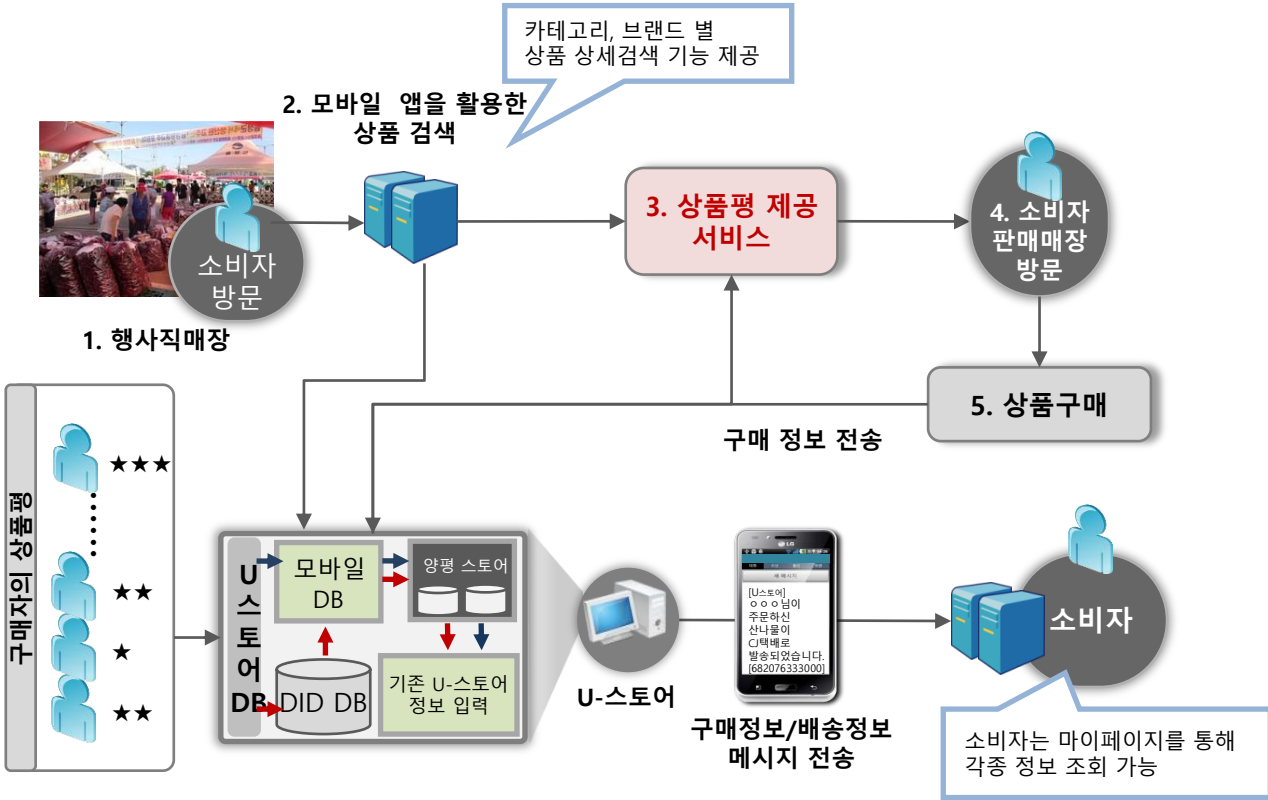 카테고리, 브랜드 별
상품 상세검색 기능 제공
2. 모바일 앱을 활용한
상품 검색
소비자
방문
1. 행사직매장
3. 상품평 제공
서비스
4. 소비자
판매매장
방문
5. 상품구매
구매 정보 전송
구매자의 상품평
★★★
★★
★
★★
U
스
토
어
DB
모바일
DB
양평 스토어
DID DB
기존 U-스토어
정보 입력
U-스토어
LG
새 메시지
[U스토어]
ㅇㅇㅇ님이
주문하신
산나물이
CJ택배로
발송되었습니다.
[682076333000]
구매정보/배송정보
메시지 전송
소비자
소비자는 마이페이지를 통해
각종 정보 조회 가능